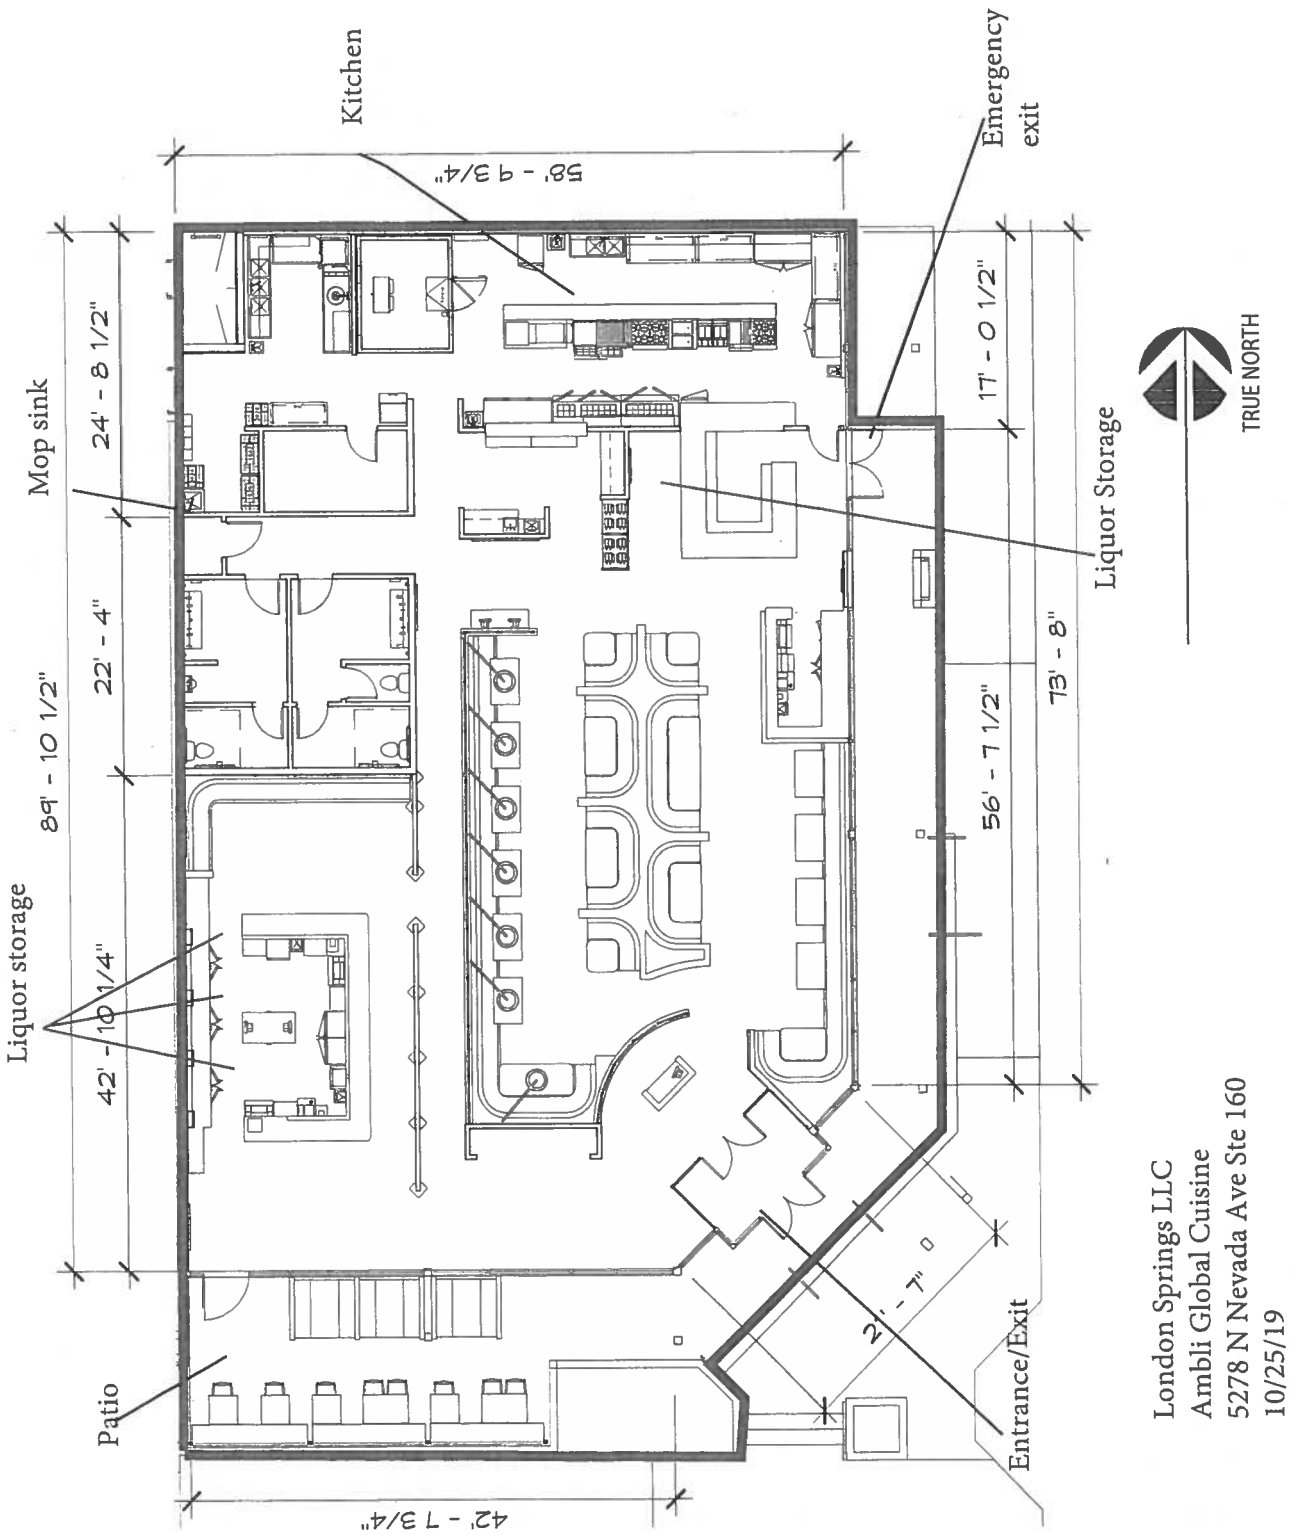 Kitchen
Emergency
exit
58' - 9 3/4"
Mop sink
24' - 8 1/2"
17' - 0 1/2"
TRUE NORTH
Liquor Storage
22' - 4"
89' - 10 1/2"
56' - 7 1/2"
73' - 8"
Liquor storage
42' - 10 1/4"
Patio
Entrance/Exit
42' - 7 3/4"
London Springs LLC
Ambli Global Cuisine
5278 N Nevada Ave Ste 160
10/25/19